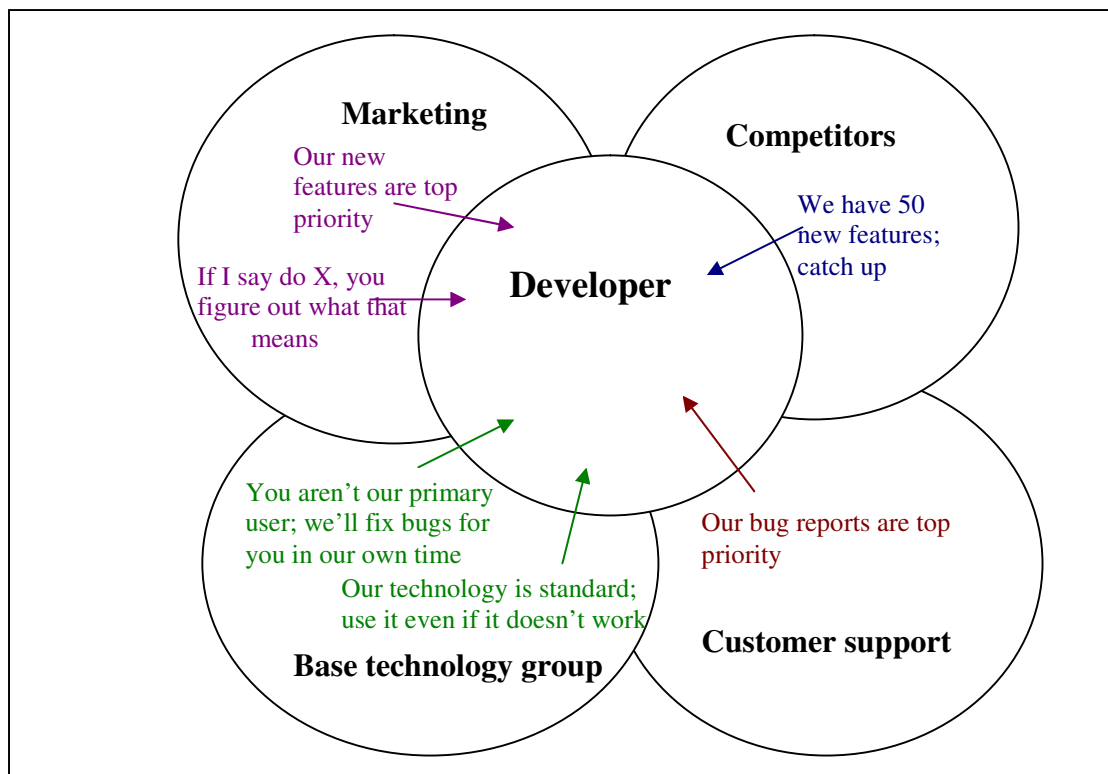 Marketing
Our new
features are top
priority
If I say do X, you
figure out what that
means
Competitors
We have 50
new features;
catch up
Developer
You aren’t our primary
user; we’ll fix bugs for
you in our own time
Our technology is standard;
use it even if it doesn’t work
Base technology group
Our bug reports are top
priority
Customer support